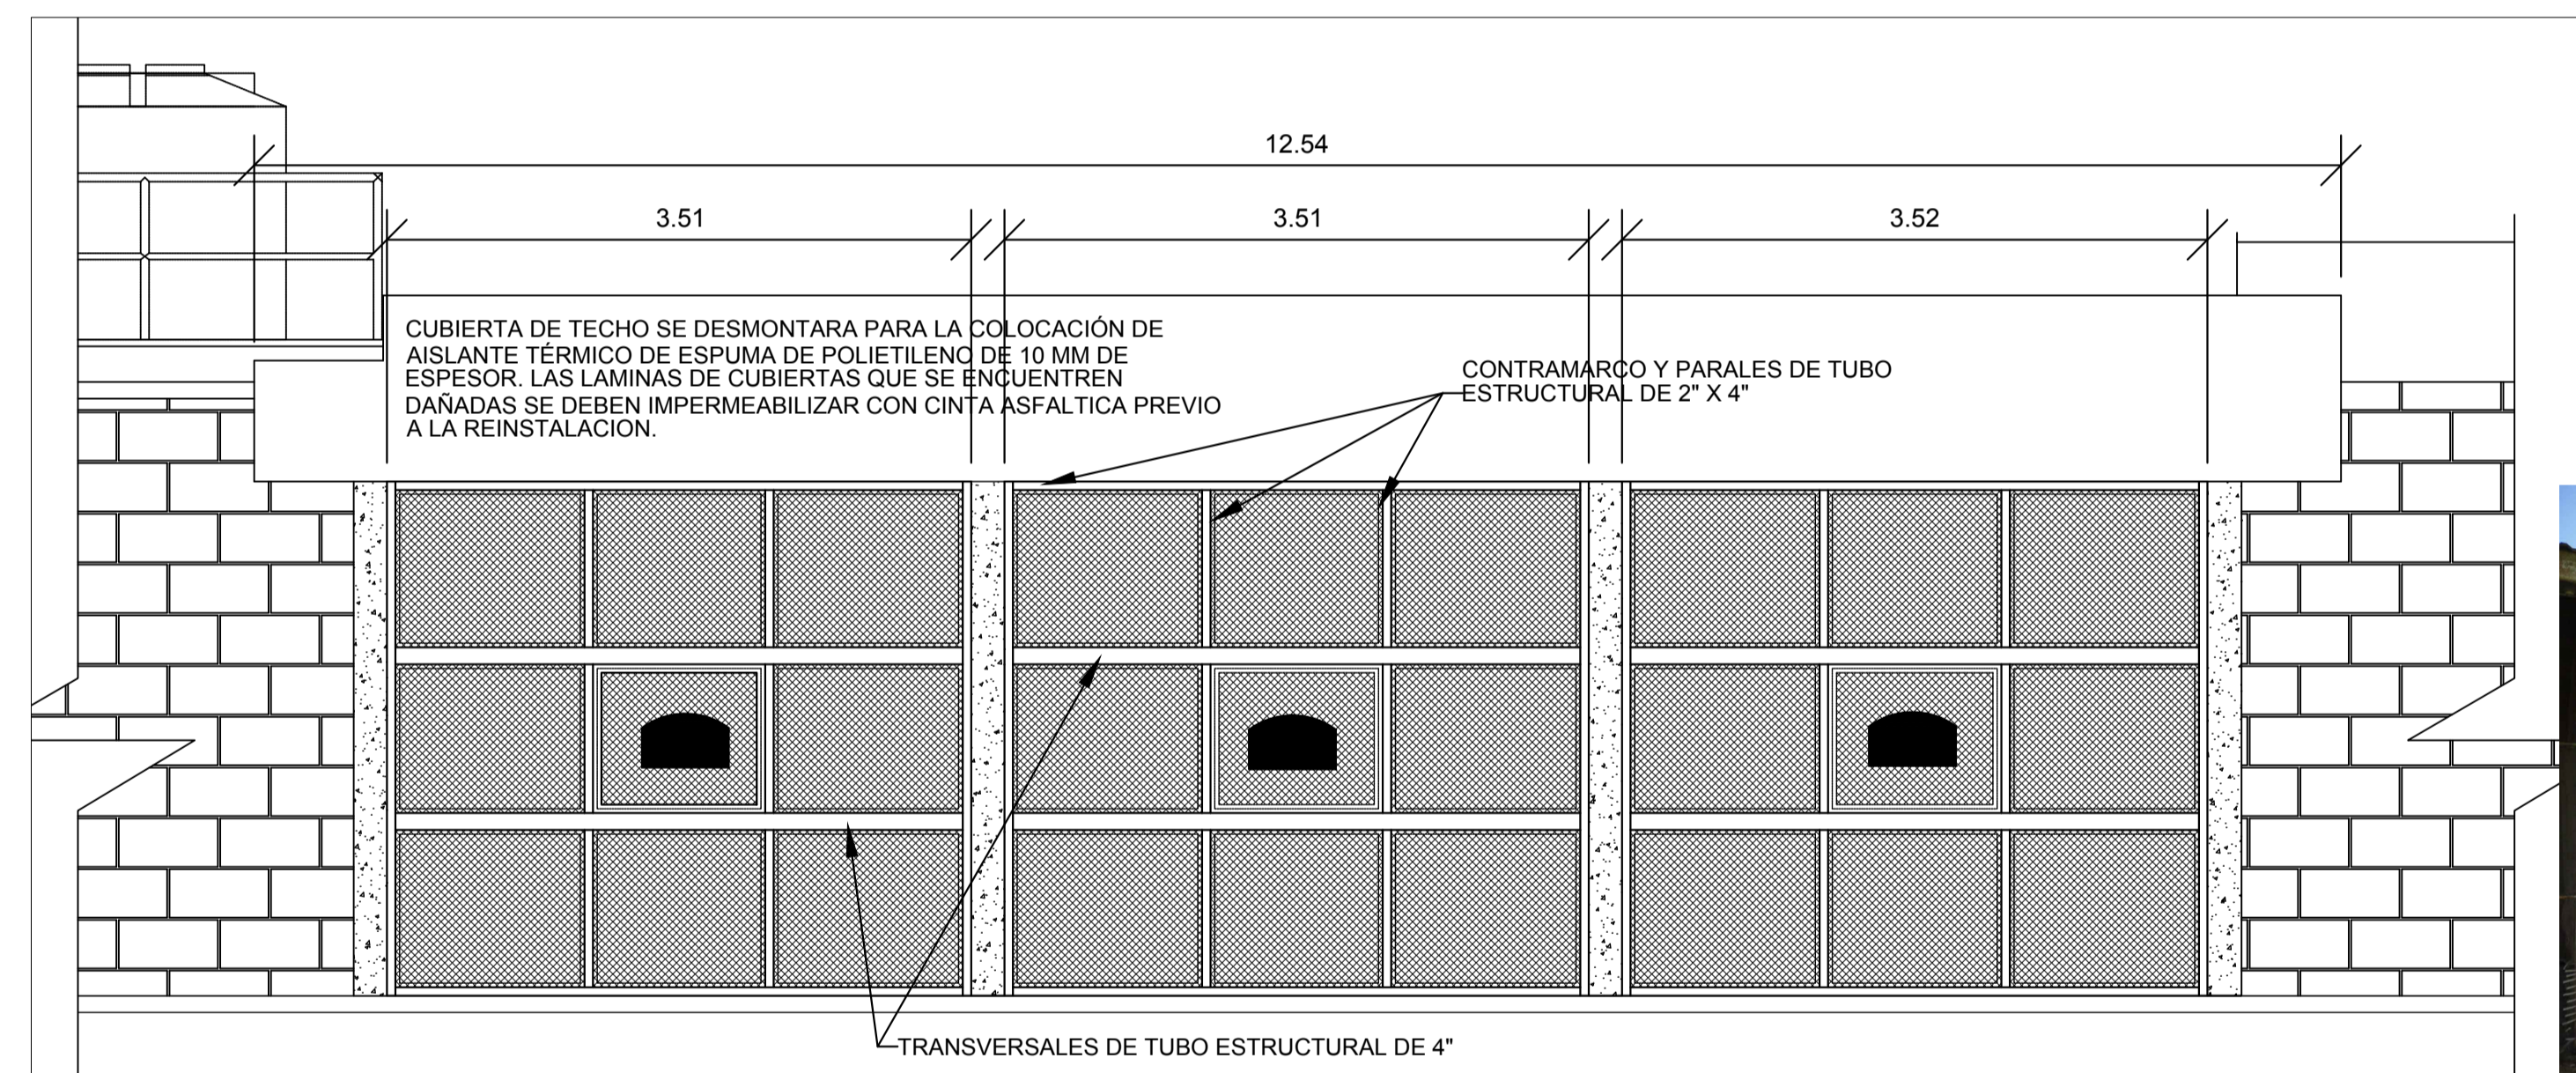 12.54
3.51
3.51
3.52
CUBIERTA DE TECHO SE DESMONTARA PARA LA COLOCACIÓN DE
AISLANTE TÉRMICO DE ESPUMA DE POLIETILENO DE 10 MM DE
ESPESOR. LAS LAMINAS DE CUBIERTAS QUE SE ENCUENTREN
DAÑADAS SE DEBEN IMPERMEABILIZAR CON CINTA ASFALTICA PREVIO
A LA REINSTALACION.
CONTRAMARCO Y PARALES DE TUBO
ESTRUCTURAL DE 2" X 4"
TRANSVERSALES DE TUBO ESTRUCTURAL DE 4"